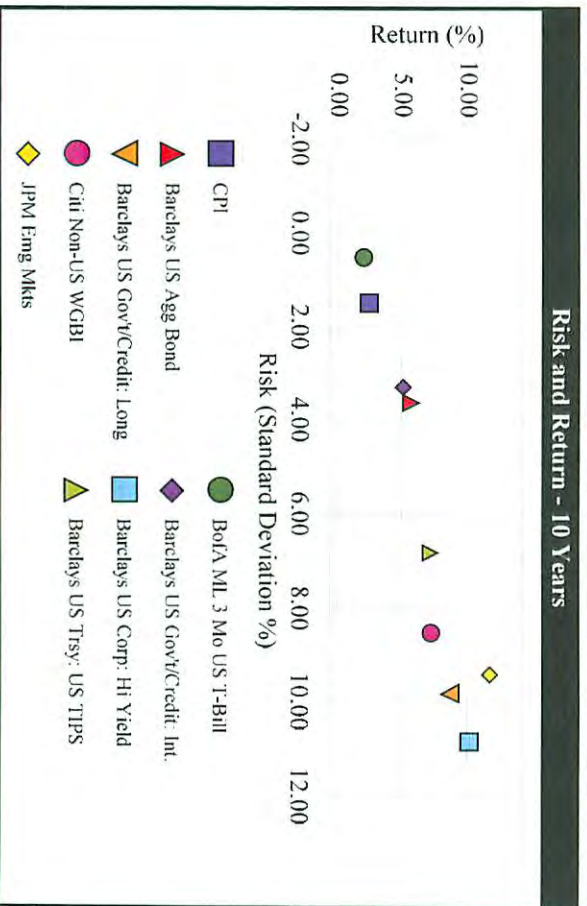 Risk and Return - 10 Years
Return (%)
10.00
5.00
0.00
-2.00 0.00 2.00 4.00 6.00 8.00 10.00 12.00
Risk (Standard Deviation %)
CPI
BofA ML 3 Mo US T-Bill
Barclays US Agg Bond
Barclays US Gov't/Credit: Int.
Barclays US Gov't/Credit: Long
Barclays US Corp: Hi Yield
Citi Non-US WGBI
Barclays US Trsy: US TIPS
JPM Emg Mkts